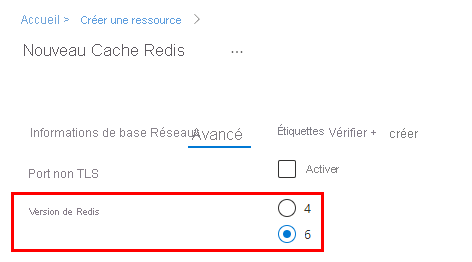 Accueil > Créer une ressource >
Nouveau Cache Redis ...
Informations de base Réseaux Avancé Étiquettes Vérifier + créer
Port non TLS Activer
Version de Redis 4
6